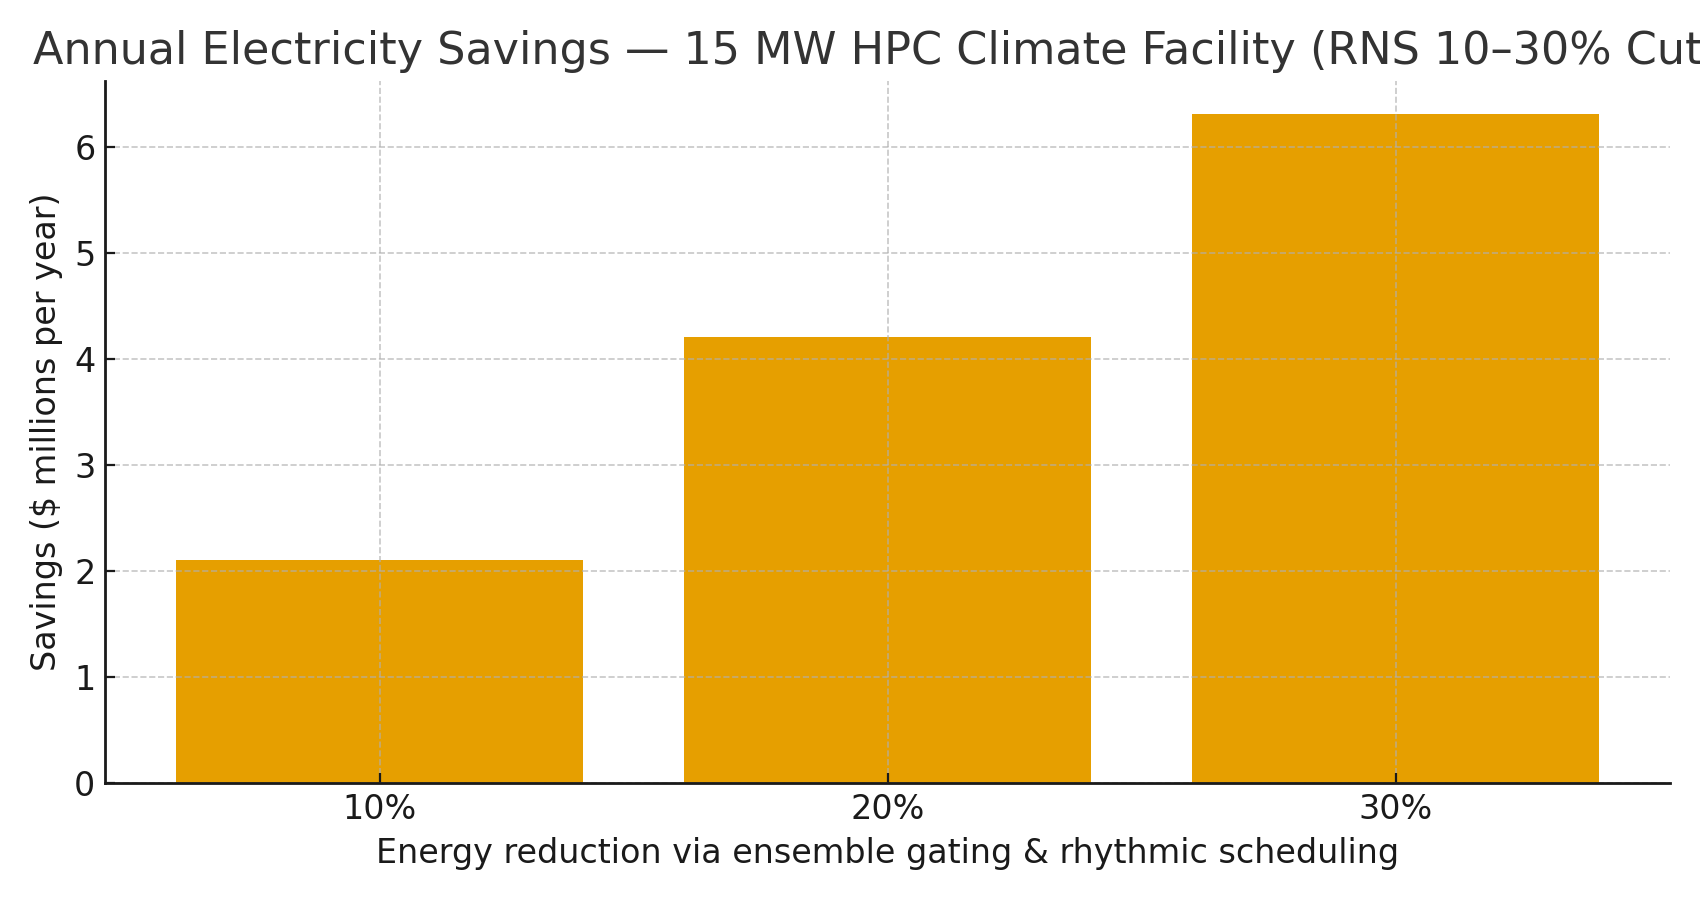 Annual Electricity Savings — 15 MW HPC Climate Facility (RNS 10–30% Cut
Savings ($ millions per year)
6
5
4
3
2
1
0
10% 20% 30%
Energy reduction via ensemble gating & rhythmic scheduling